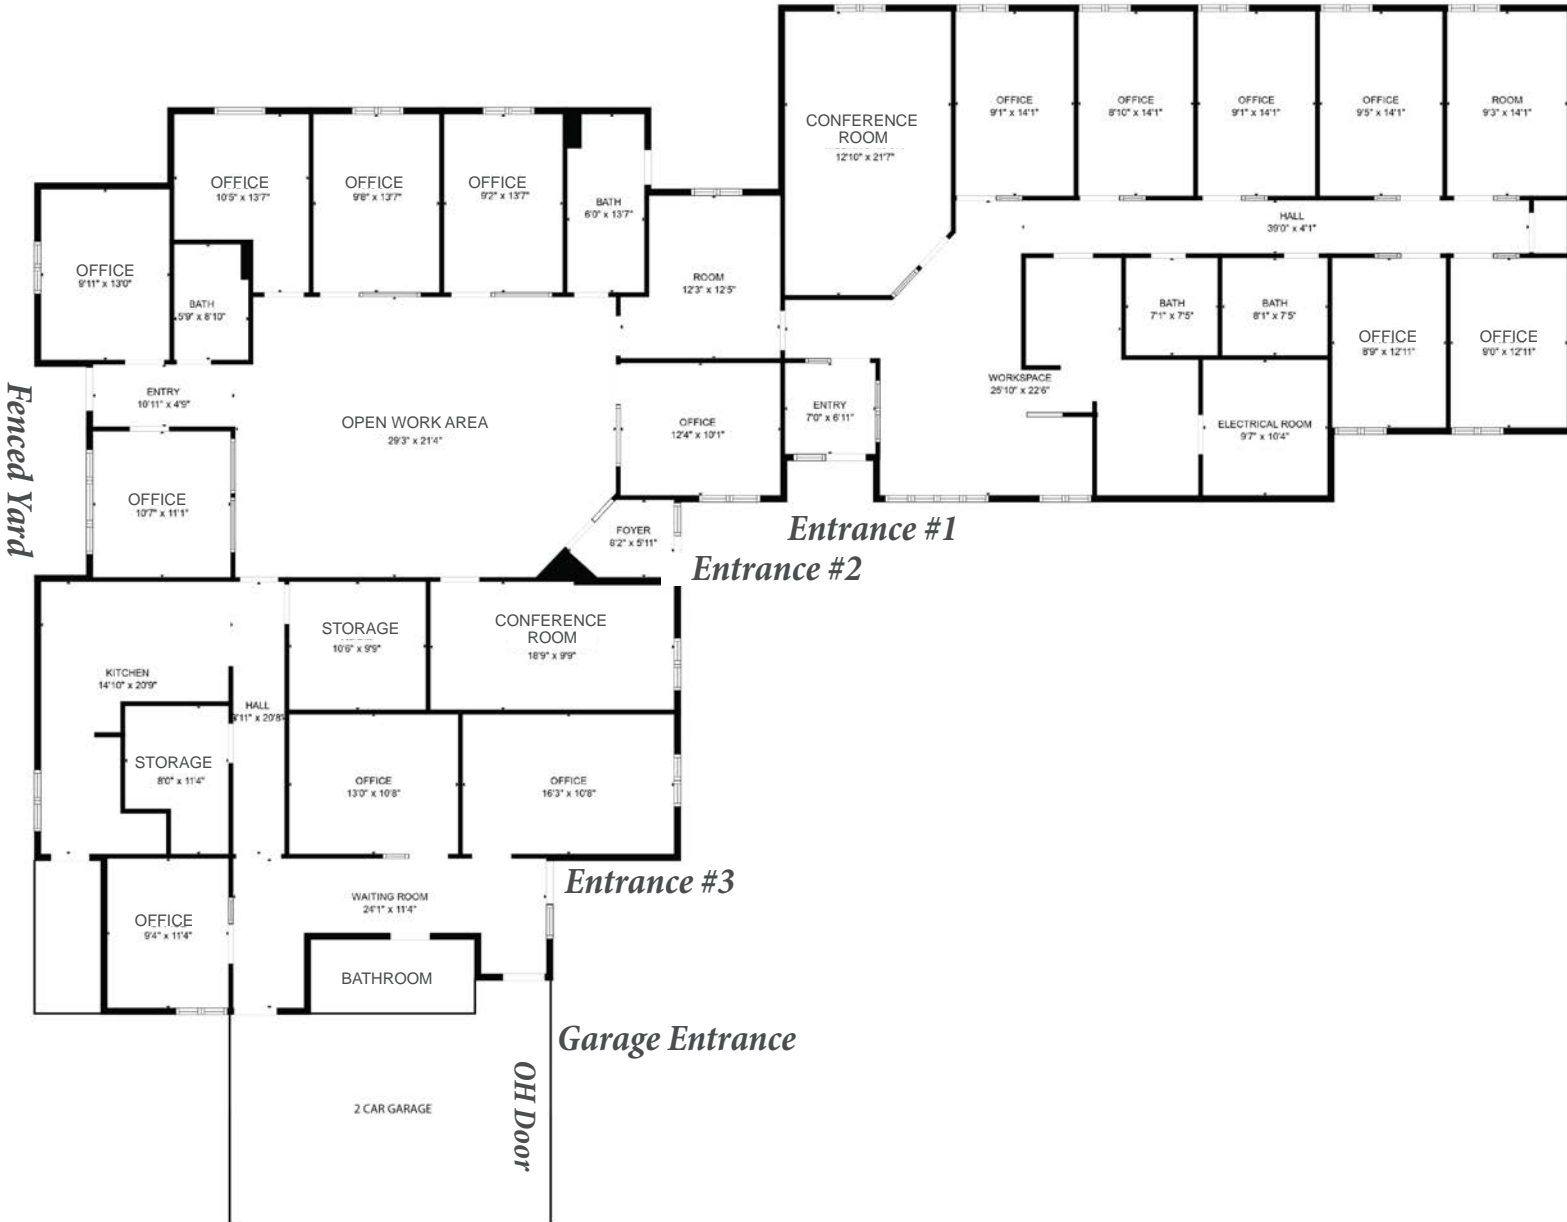 CONFERENCE
ROOM
12'10" x 21'7"
OFFICE
9'1" x 14'1"
OFFICE
8'10" x 14'1"
OFFICE
9'1" x 14'1"
OFFICE
9'5" x 14'1"
ROOM
9'3" x 14'1"
HALL
39'0" x 4'1"
OFFICE
10'5" x 13'7"
OFFICE
9'8" x 13'7"
OFFICE
9'2" x 13'7"
BATH
6'0" x 13'7"
OFFICE
9'11" x 13'0"
BATH
5'9" x 8'10"
ROOM
12'3" x 12'5"
BATH
7'1" x 7'5"
BATH
8'1" x 7'5"
OFFICE
8'9" x 12'11"
OFFICE
9'0" x 12'11"
WORKSPACE
25'10" x 22'6"
ELECTRICAL ROOM
9'7" x 10'4"
ENTRY
10'11" x 4'9"
OPEN WORK AREA
29'3" x 21'4"
OFFICE
12'4" x 10'1"
ENTRY
7'0" x 6'11"
Fenced Yard
OFFICE
10'7" x 11'1"
FOYER
8'2" x 5'11"
Entrance #1
Entrance #2
STORAGE
10'6" x 9'9"
CONFERENCE
ROOM
18'9" x 9'9"
KITCHEN
14'10" x 20'9"
HALL
'11" x 20'8"
STORAGE
8'0" x 11'4"
OFFICE
13'0" x 10'8"
OFFICE
16'3" x 10'8"
Entrance #3
WAITING ROOM
24'1" x 11'4"
OFFICE
9'4" x 11'4"
BATHROOM
Garage Entrance
OH Door
2 CAR GARAGE